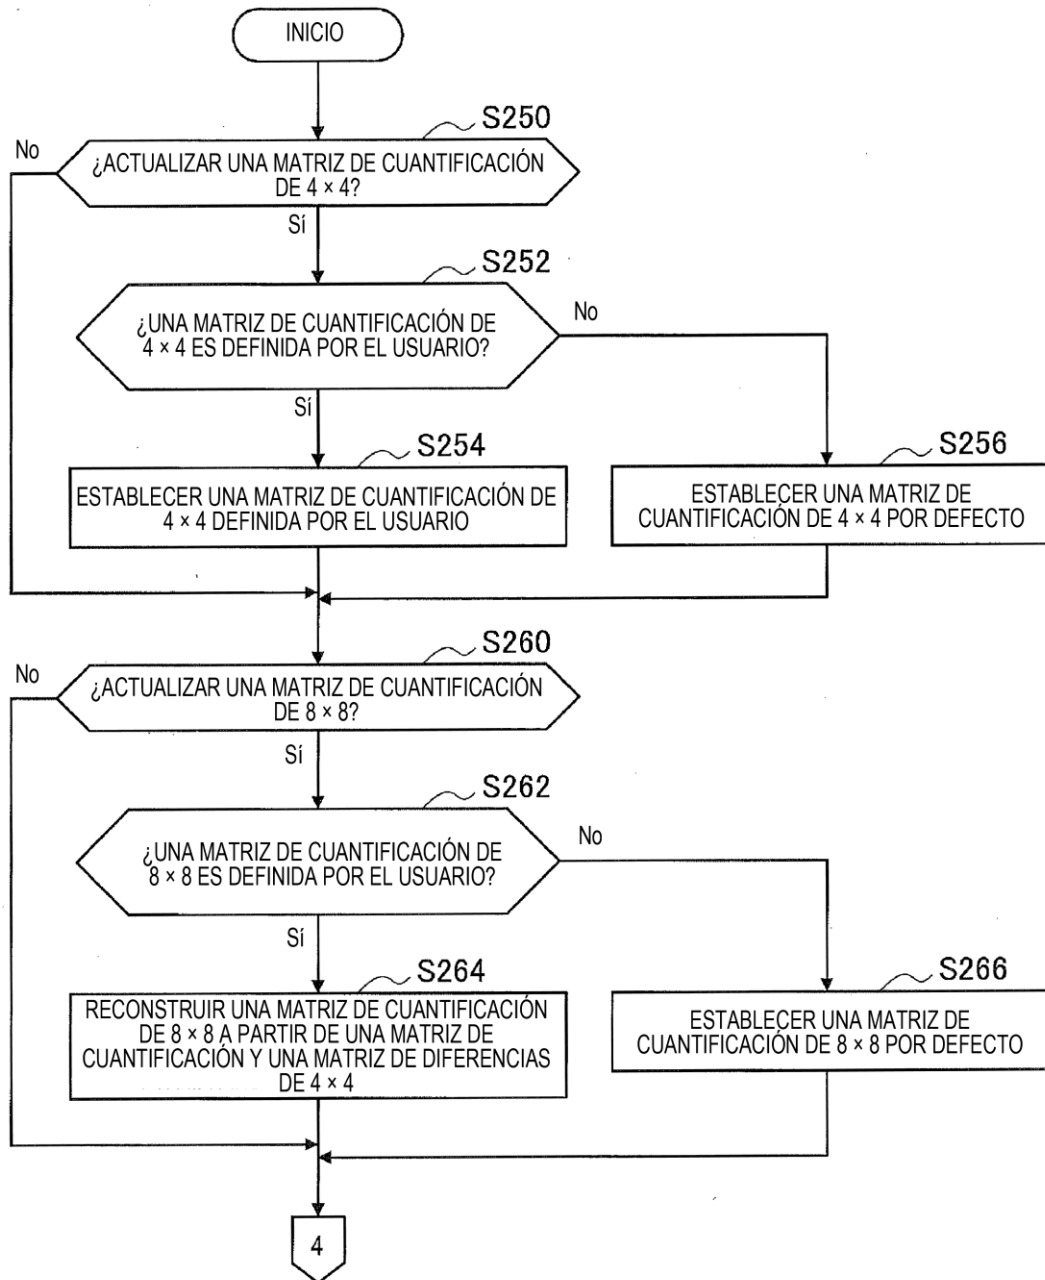 INICIO
S250
No
¿ACTUALIZAR UNA MATRIZ DE CUANTIFICACIÓN
DE 4 × 4?
Sí
S252
¿UNA MATRIZ DE CUANTIFICACIÓN DE
4 × 4 ES DEFINIDA POR EL USUARIO?
No
Sí
S254
ESTABLECER UNA MATRIZ DE CUANTIFICACIÓN DE
4 × 4 DEFINIDA POR EL USUARIO
S256
ESTABLECER UNA MATRIZ DE
CUANTIFICACIÓN DE 4 × 4 POR DEFECTO
S260
No
¿ACTUALIZAR UNA MATRIZ DE CUANTIFICACIÓN
DE 8 × 8?
Sí
S262
¿UNA MATRIZ DE CUANTIFICACIÓN DE
8 × 8 ES DEFINIDA POR EL USUARIO?
No
Sí
S264
RECONSTRUIR UNA MATRIZ DE CUANTIFICACIÓN
DE 8 × 8 A PARTIR DE UNA MATRIZ DE
CUANTIFICACIÓN Y UNA MATRIZ DE DIFERENCIAS
DE 4 × 4
S266
ESTABLECER UNA MATRIZ DE
CUANTIFICACIÓN DE 8 × 8 POR DEFECTO
4